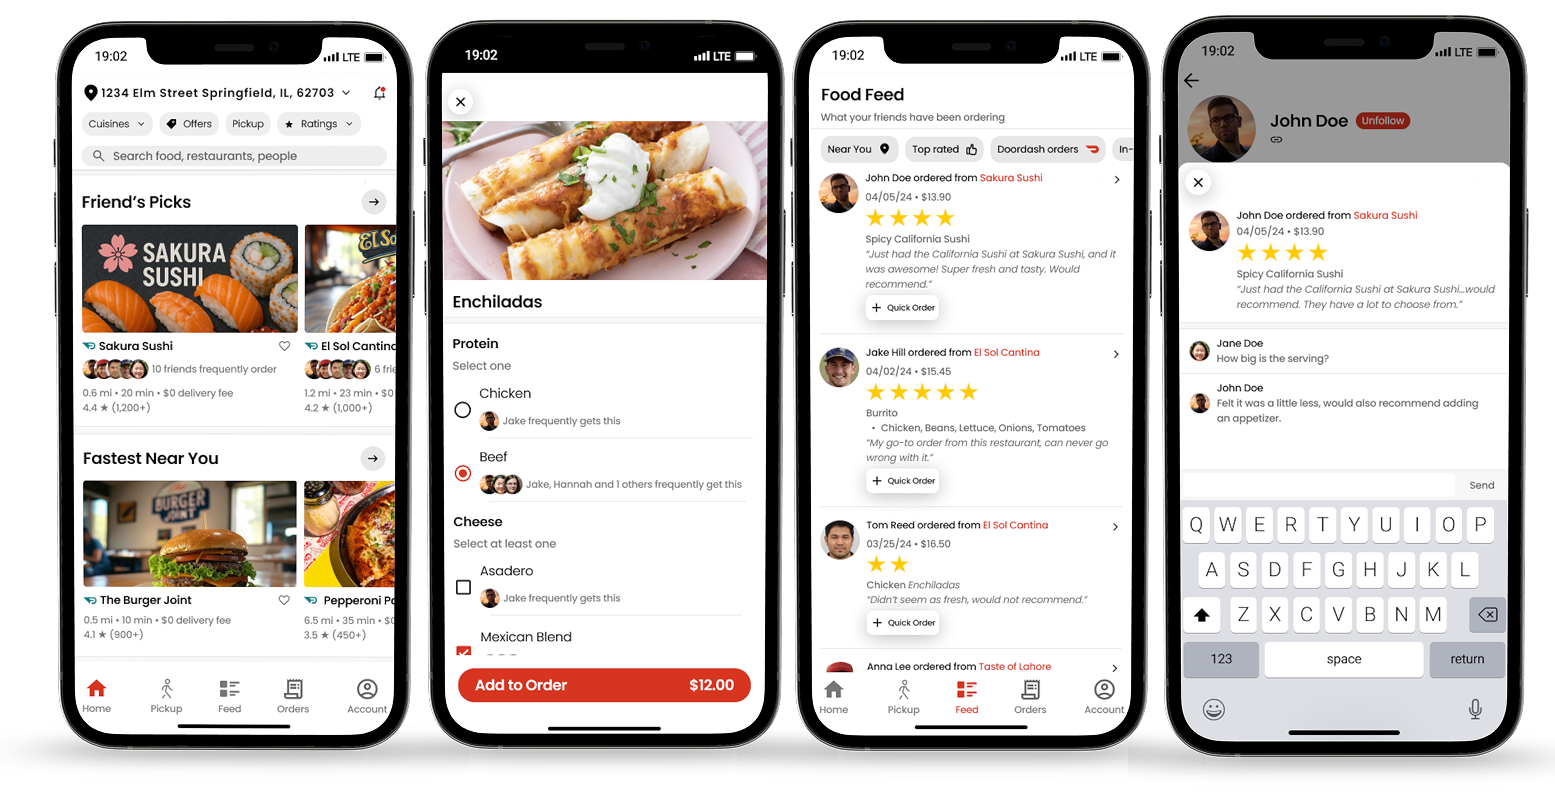 19:02
LTE
1234 Elm Street Springfield, IL, 62703
Cuisines
Offers
Pickup
Ratings
Search food, restaurants, people
Friend's Picks
SAKURA
SUSHI
EL So
Sakura Sushi
El Sol Cantina
10 friends frequently order
6 frie
0.6 mi • 20 min • $0 delivery fee
1.2 mi • 23 min • $0
4.4 ★ (1,200+)
4.2 ★ (1,000+)
Fastest Near You
BURGER
JOINT
The Burger Joint
Pepperoni Pa
0.5 mi • 10 min • $0 delivery fee
6.5 mi • 35 min • $0
4.1 ★ (900+)
3.5 ★ (450+)
Home
Pickup
Feed
Orders
Account
19:02
LTE
Enchiladas
Protein
Select one
Chicken
Jake frequently gets this
Beef
Jake, Hannah and 1 others frequently get this
Cheese
Select at least one
Asadero
Jake frequently gets this
Mexican Blend
Add to Order
$12.00
19:02
LTE
Food Feed
What your friends have been ordering
Near You
Top rated
Doordash orders
In-
John Doe ordered from Sakura Sushi
04/05/24 • $13.90
Spicy California Sushi
“Just had the California Sushi at Sakura Sushi, and it
was awesome! Super fresh and tasty. Would
recommend.”
+ Quick Order
Jake Hill ordered from El Sol Cantina
04/02/24 • $15.45
Burrito
• Chicken, Beans, Lettuce, Onions, Tomatoes
“My go-to order from this restaurant, can never go
wrong with it.”
+ Quick Order
Tom Reed ordered from El Sol Cantina
03/25/24 • $16.50
Chicken Enchiladas
“Didn't seem as fresh, would not recommend.”
+ Quick Order
Anna Lee ordered from Taste of Lahore
Home
Pickup
Feed
Orders
Account
19:02
LTE
John Doe
Unfollow
John Doe ordered from Sakura Sushi
04/05/24 • $13.90
Spicy California Sushi
“Just had the California Sushi at Sakura Sushi...would
recommend. They have a lot to choose from.”
Jane Doe
How big is the serving?
John Doe
Felt it was a little less, would also recommend adding
an appetizer.
Send
Q W E R T Y U I O P
A S D F G H J K L
Z X C V B N M
123
space
return